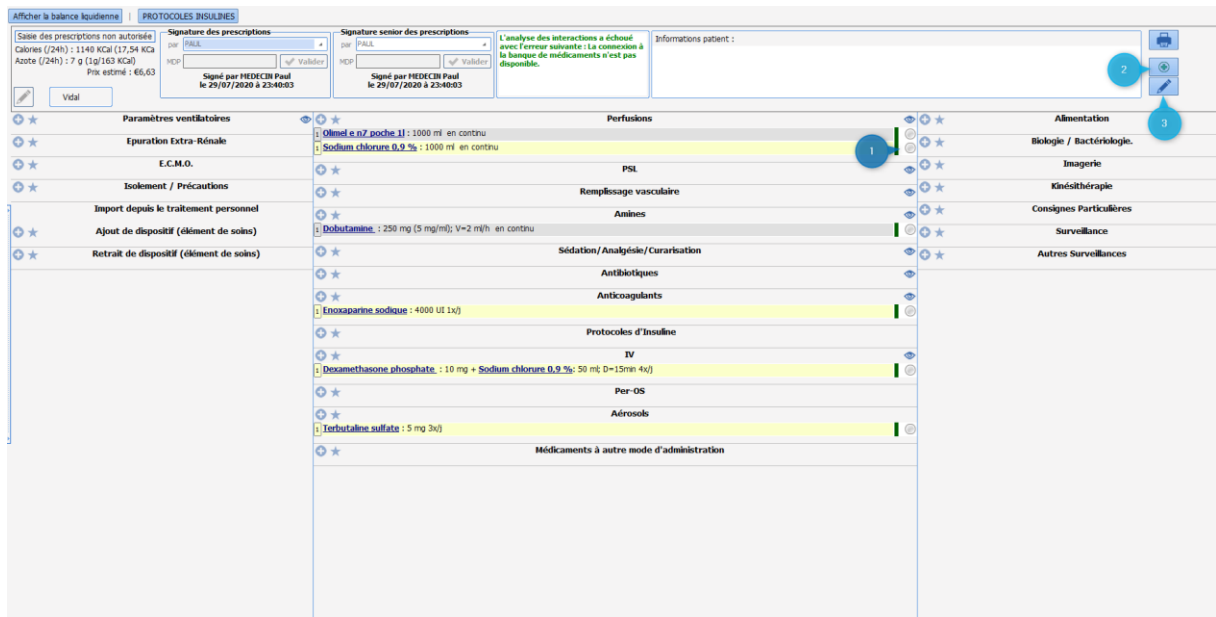 Afficher la balance liquidienne | PROTOCOLES INSULINES
Saisie des prescriptions non autorisée
Calories (/24h) : 1140 KCal (17,54 KCa
Azote (/24h) : 7 g (1g/163 KCal)
Prix estimé : €6,63
Vidal
Signature des prescriptions
par PAUL
MDP Valider
Signé par MEDECIN Paul
le 29/07/2020 à 23:40:03
Signature senior des prescriptions
par PAUL
MDP Valider
Signé par MEDECIN Paul
le 29/07/2020 à 23:40:03
L'analyse des interactions a échoué
avec l'erreur suivante : La connexion à
la banque de médicaments n'est pas
disponible.
Informations patient :
2
3
Paramètres ventilatoires
Epuration Extra-Rénale
E.C.M.O.
Isolement / Précautions
Import depuis le traitement personnel
Ajout de dispositif (élément de soins)
Retrait de dispositif (élément de soins)
Perfusions
1 Olimel e n7 poche 1l : 1000 ml en continu
1 Sodium chlorure 0,9 % : 1000 ml en continu
1
PSL
Remplissage vasculaire
Amines
1 Dobutamine : 250 mg (5 mg/ml); V=2 ml/h en continu
Sédation/Analgésie/Curarisation
Antibiotiques
Anticoagulants
1 Enoxaparine sodique : 4000 UI 1x/j
Protocoles d'Insuline
IV
1 Dexamethasone phosphate : 10 mg + Sodium chlorure 0,9 %: 50 ml; D=15min 4x/j
Per-OS
Aérosols
1 Terbutaline sulfate : 5 mg 3x/j
Médicaments à autre mode d'administration
Alimentation
Biologie / Bactériologie.
Imagerie
Kinésithérapie
Consignes Particulières
Surveillance
Autres Surveillances